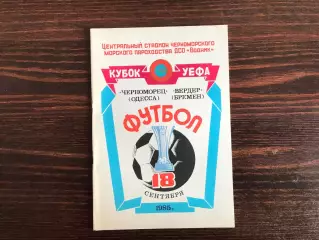 Центральный стадион Черноморского
морского пароходства ДСО «Водник»
КУБОК УЕФА
«ЧЕРНОМОРЕЦ» «ВЕРДЕР»
(ОДЕССА) (БРЕМЕН)
ФУТБОЛ
18
СЕНТЯБРЯ
1985г.